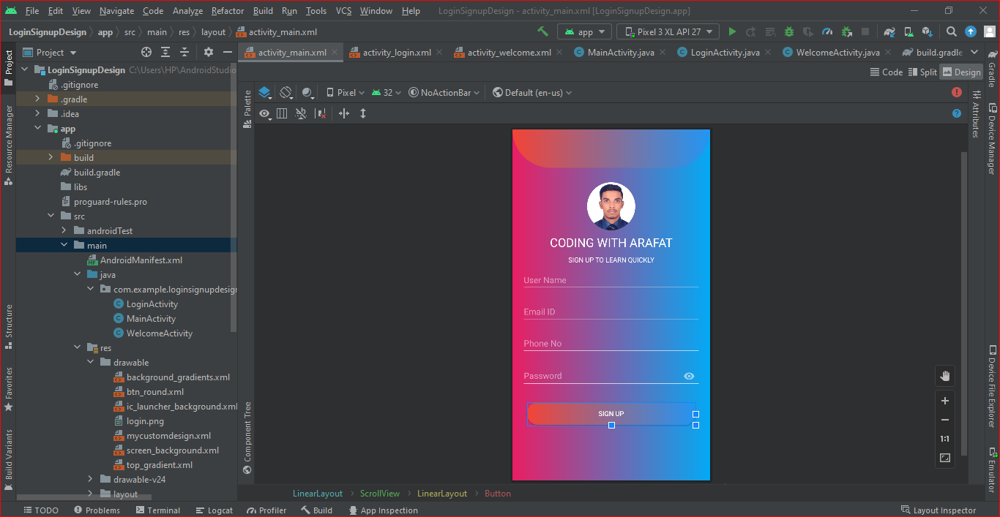 File Edit View Navigate Code Analyze Refactor Build Run Tools VCS Window Help LoginSignupDesign - activity_main.xml [LoginSignupDesign.app]
LoginSignupDesign app src main res layout activity_main.xml app Pixel 3 XL API 27
Project activity_main.xml activity_login.xml activity_welcome.xml MainActivity.java LoginActivity.java WelcomeActivity.java build.gradle
Code Split Design
Pixel 32 NoActionBar Default (en-us)
Project
Resource Manager
Structure
Favorites
Build Variants
LoginSignupDesign C:\Users\HP\AndroidStudio
.gitignore
.gradle
.idea
app
.gitignore
build
build.gradle
libs
proguard-rules.pro
src
androidTest
main
AndroidManifest.xml
java
com.example.loginsignupdesign
LoginActivity
MainActivity
WelcomeActivity
res
drawable
background_gradients.xml
btn_round.xml
ic_launcher_background.xml
login.png
mycustomdesign.xml
screen_background.xml
top_gradient.xml
drawable-v24
layout
Palette
Component Tree
CODING WITH ARAFAT
SIGN UP TO LEARN QUICKLY
User Name
Email ID
Phone No
Password
SIGN UP
1:1
Attributes
Gradle
Device Manager
Device File Explorer
Emulator
LinearLayout ScrollView LinearLayout Button
TODO Problems Terminal Logcat Profiler Build App Inspection Layout Inspector